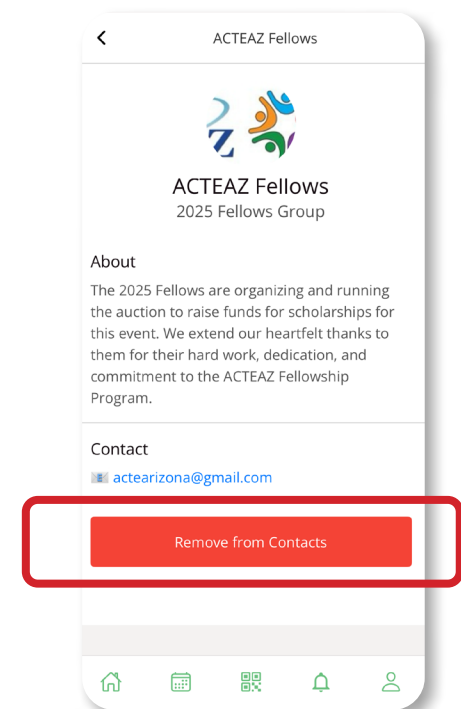 ACTEAZ Fellows
2
Z
ACTEAZ Fellows
2025 Fellows Group
About
The 2025 Fellows are organizing and running
the auction to raise funds for scholarships for
this event. We extend our heartfelt thanks to
them for their hard work, dedication, and
commitment to the ACTEAZ Fellowship
Program.
Contact
actearizona@gmail.com
Remove from Contacts